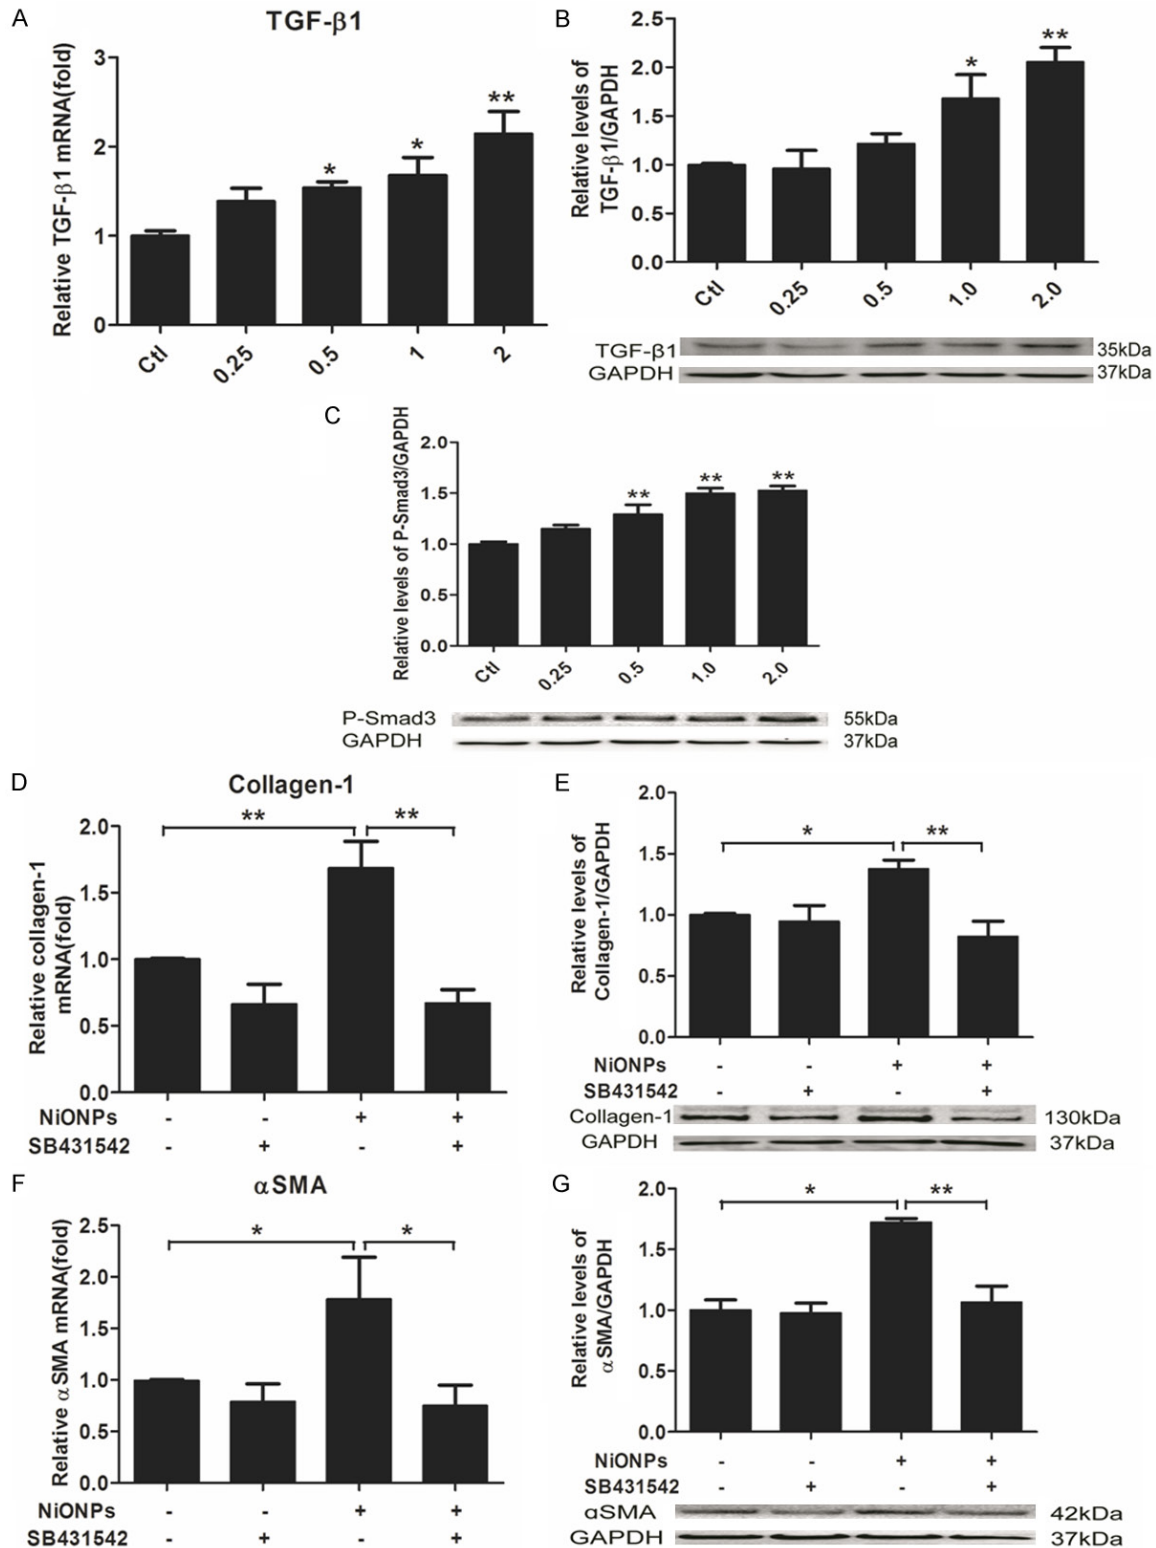 A
TGF-β1
Relative TGF-β1 mRNA(fold)
3
2
1
0
*
*
**
Ctl
0.25
0.5
1
2
B
Relative levels of
TGF-β1/GAPDH
2.5
2.0
1.5
1.0
0.5
0.0
*
**
Ctl
0.25
0.5
1.0
2.0
TGF-β1
35kDa
GAPDH
37kDa
C
Relative levels of P-Smad3/GAPDH
2.0
1.5
1.0
0.5
0.0
**
**
**
Ctl
0.25
0.5
1.0
2.0
P-Smad3
55kDa
GAPDH
37kDa
D
Collagen-1
Relative collagen-1
mRNA(fold)
2.0
1.5
1.0
0.5
0.0
**
**
NiONPs - - + +
SB431542 - + - +
E
Relative levels of
Collagen-1/GAPDH
2.0
1.5
1.0
0.5
0.0
*
**
NiONPs - - + +
SB431542 - + - +
Collagen-1
130kDa
GAPDH
37kDa
F
αSMA
Relative αSMA mRNA(fold)
2.5
2.0
1.5
1.0
0.5
0.0
*
*
NiONPs - - + +
SB431542 - + - +
G
Relative levels of
αSMA/GAPDH
2.0
1.5
1.0
0.5
0.0
*
**
NiONPs - - + +
SB431542 - + - +
αSMA
42kDa
GAPDH
37kDa